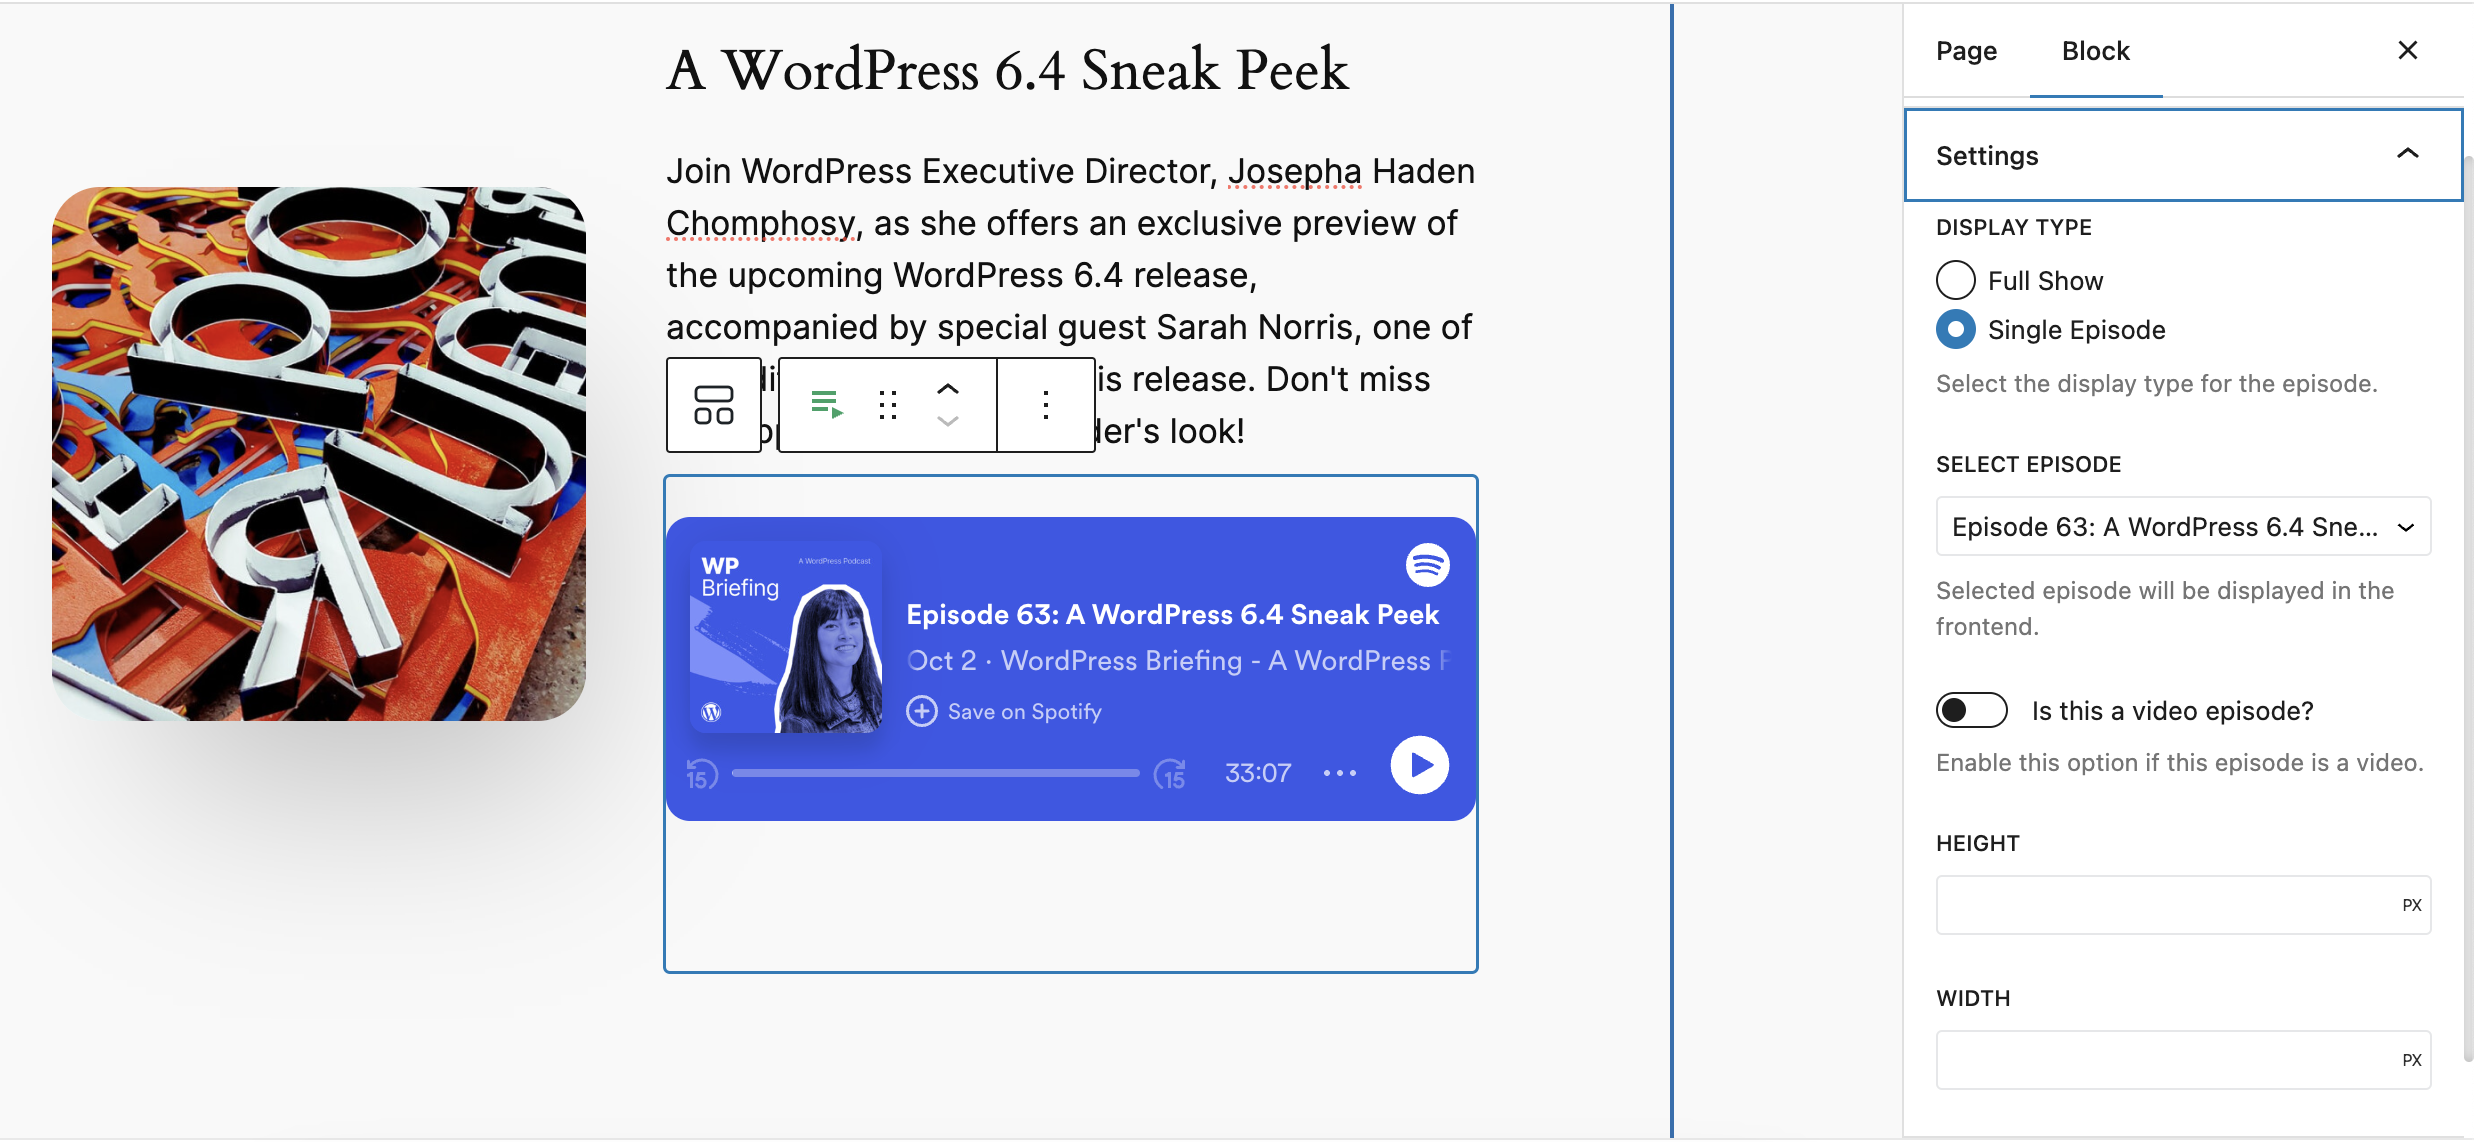 A WordPress 6.4 Sneak Peek
Join WordPress Executive Director, Josepha Haden
Chomphosy, as she offers an exclusive preview of
the upcoming WordPress 6.4 release,
accompanied by special guest Sarah Norris, one of
is release. Don't miss
der's look!
WP
Briefing
A WordPress Podcast
Episode 63: A WordPress 6.4 Sneak Peek
Oct 2 · WordPress Briefing - A WordPress
Save on Spotify
15
15
33:07
Page
Block
Settings
DISPLAY TYPE
Full Show
Single Episode
Select the display type for the episode.
SELECT EPISODE
Episode 63: A WordPress 6.4 Sne...
Selected episode will be displayed in the
frontend.
Is this a video episode?
Enable this option if this episode is a video.
HEIGHT
PX
WIDTH
PX